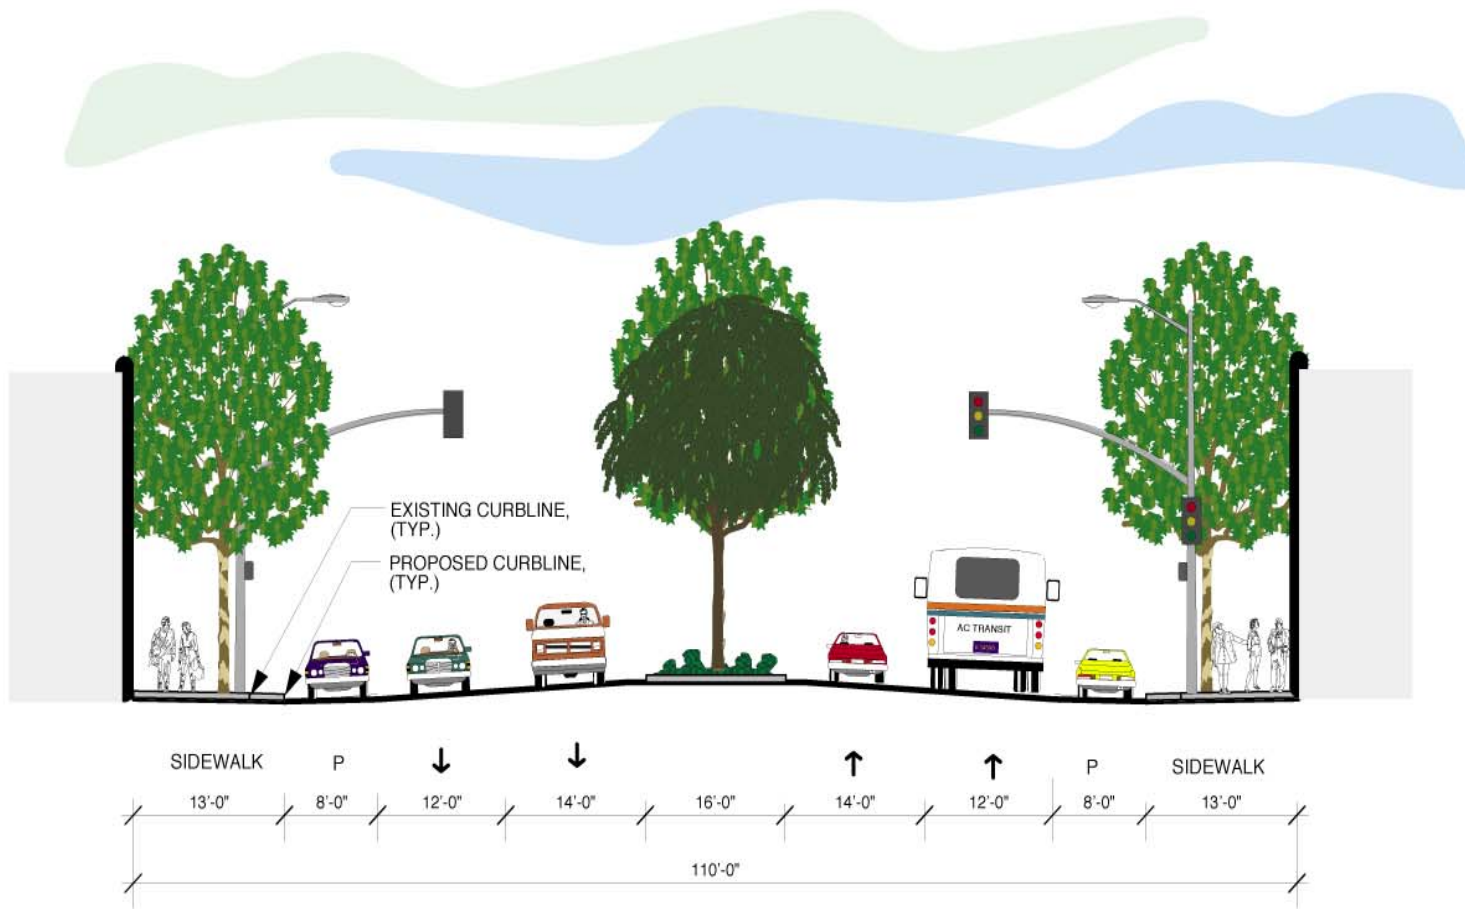 EXISTING CURBLINE,
(TYP.)
PROPOSED CURBLINE,
(TYP.)
AC TRANSIT
SIDEWALK P P SIDEWALK
13'-0" 8'-0" 12'-0" 14'-0" 16'-0" 14'-0" 12'-0" 8'-0" 13'-0"
110'-0"